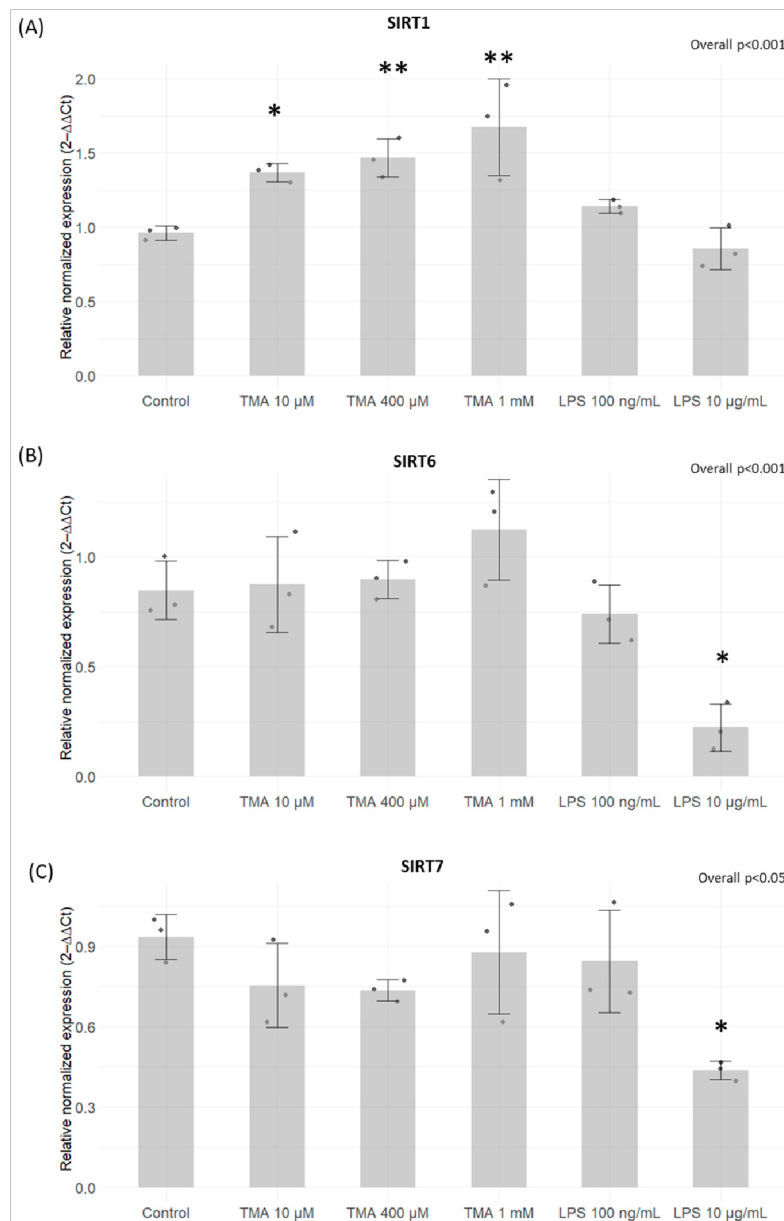 (A)
SIRT1
Overall p<0.001
Relative normalized expression (2–ΔΔCt)
2.0
1.5
1.0
0.5
0.0
*
**
**
Control
TMA 10 µM
TMA 400 µM
TMA 1 mM
LPS 100 ng/mL
LPS 10 µg/mL
(B)
SIRT6
Overall p<0.001
Relative normalized expression (2–ΔΔCt)
1.0
0.5
0.0
*
Control
TMA 10 µM
TMA 400 µM
TMA 1 mM
LPS 100 ng/mL
LPS 10 µg/mL
(C)
SIRT7
Overall p<0.05
Relative normalized expression (2–ΔΔCt)
0.9
0.6
0.3
0.0
*
Control
TMA 10 µM
TMA 400 µM
TMA 1 mM
LPS 100 ng/mL
LPS 10 µg/mL